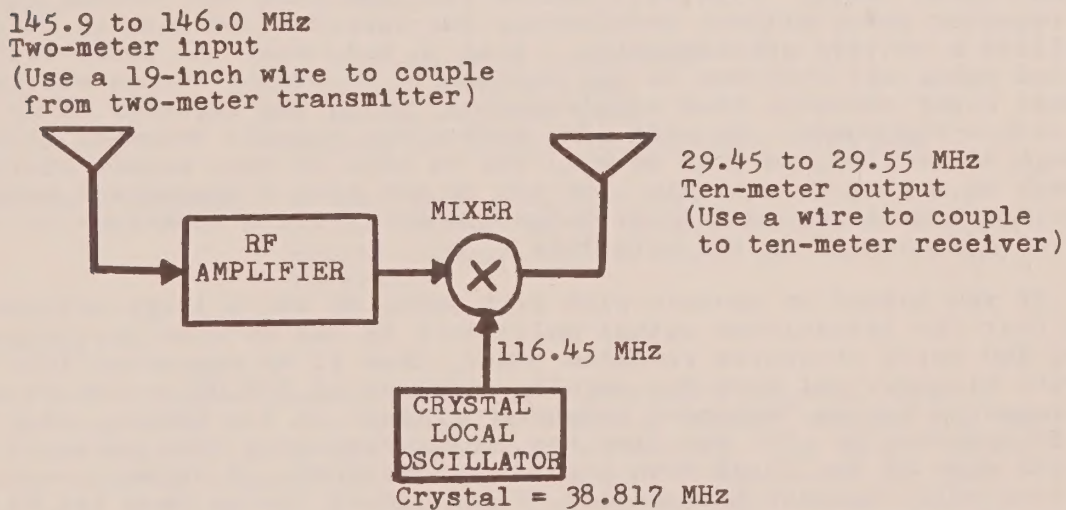 145.9 to 146.0 MHz
Two-meter input
(Use a 19-inch wire to couple
from two-meter transmitter)
29.45 to 29.55 MHz
Ten-meter output
(Use a wire to couple
to ten-meter receiver)
MIXER
RF
AMPLIFIER
116.45 MHz
CRYSTAL
LOCAL
OSCILLATOR
Crystal = 38.817 MHz